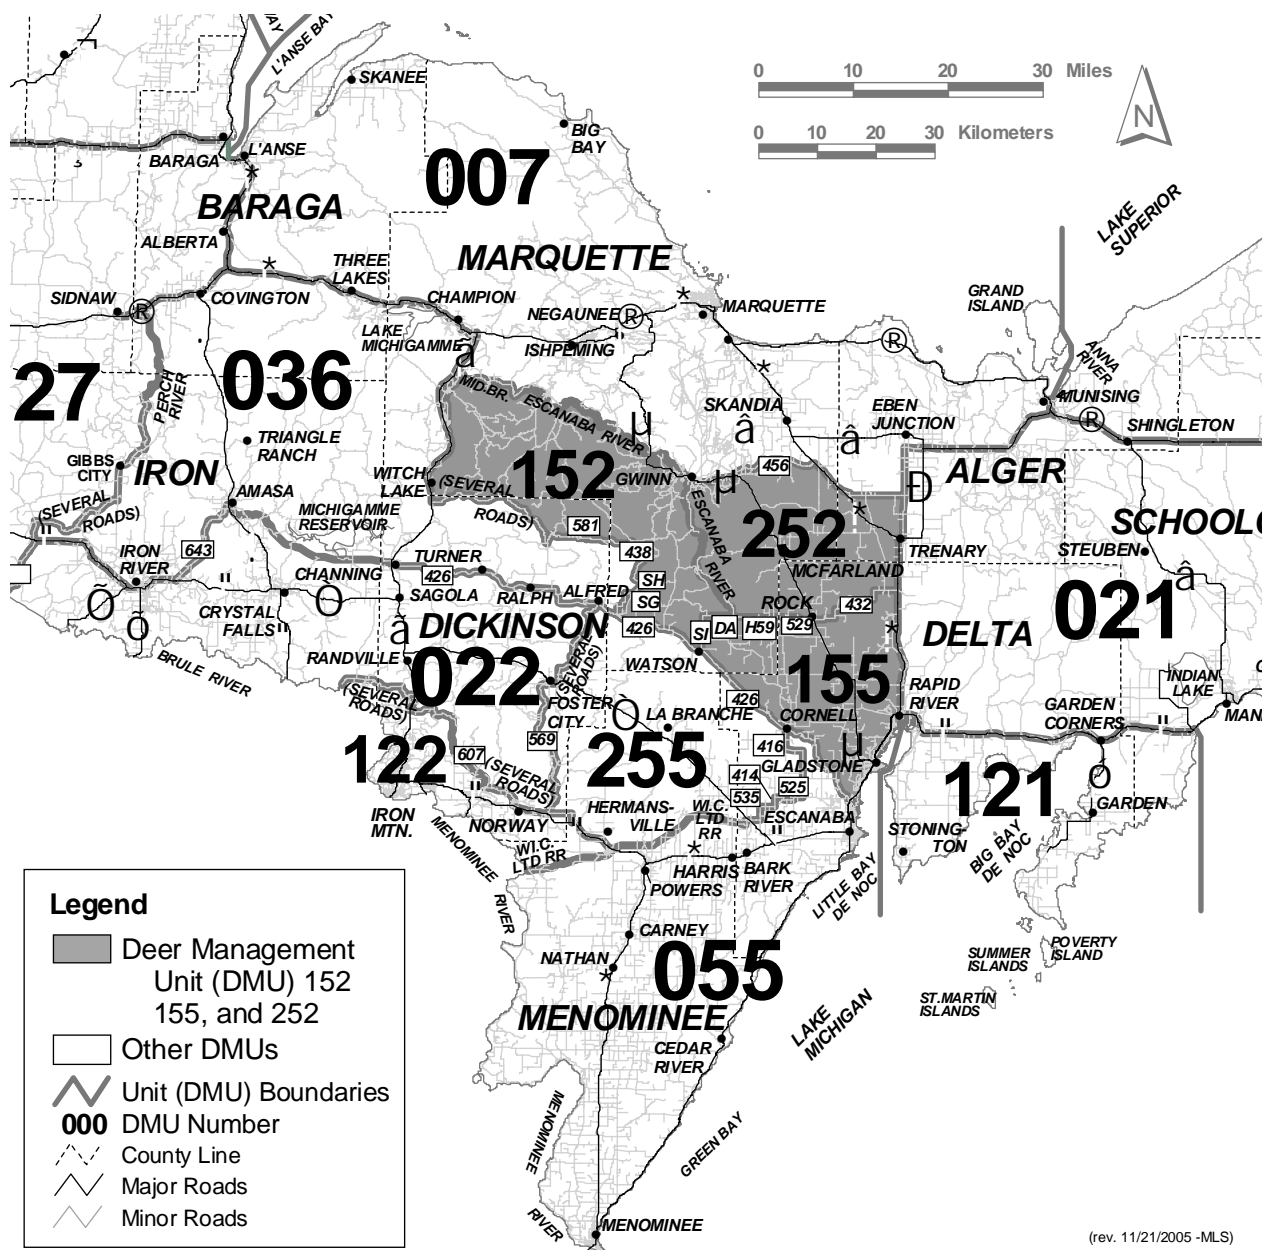 WAY
L'ANSE BAY
SKANEE
0 10 20 30 Miles
0 10 20 30 Kilometers
N
BIG
BAY
BARAGA
L'ANSE
*
007
BARAGA
ALBERTA
LAKE
SUPERIOR
MARQUETTE
THREE
LAKES
*
SIDNAW
R
COVINGTON
CHAMPION
NEGAUNEE
R
*
MARQUETTE
GRAND
ISLAND
LAKE
MICHIGAMME
ISHPEMING
"
R
ANNA
RIVER
27
PERCH
RIVER
036
MID.BR. ESCANABA RIVER
*
MUNISING
SKANDIA
EBEN
JUNCTION
R
SHINGLETON
µ
â
â
TRIANGLE
RANCH
GIBBS
CITY
IRON
WITCH
LAKE
(SEVERAL
ROADS)
152
GWINN
456
ALGER
µ
Ð
(SEVERAL
ROADS)
AMASA
MICHIGAMME
RESERVOIR
581
ESCANABA
RIVER
252
*
SCHOOLC
"
IRON
RIVER
643
438
TRENARY
STEUBEN
CHANNING
TURNER
426
SH
MCFARLAND
021
â
Õ
õ
CRYSTAL
FALLS
"
"
O
SAGOLA
RALPH
ALFRED
SG
ROCK
432
ã
DICKINSON
426
SI
DA
H59
529
*
DELTA
BRULE RIVER
RANDVILLE
022
(SEVERAL
ROADS)
WATSON
155
INDIAN
LAKE
(SEVERAL
ROADS)
FOSTER
CITY
Õ
LA BRANCHE
426
CORNELL
RAPID
RIVER
"
GARDEN
CORNERS
"
MAN
122
607
569
255
416
µ
GLADSTONE
121
(SEVERAL
ROADS)
414
525
õ
"
535
GARDEN
IRON
MTN.
NORWAY
"
HERMANS-
VILLE
W.I.C.
LTD
RR
"
ESCANABA
STONING-
TON
BIG BAY
DE NOC
MENOMINEE
RIVER
W.I.C.
LTD RR
*
HARRIS
BARK
RIVER
POWERS
LITTLE BAY
DE NOC
Legend
Deer Management
Unit (DMU) 152
155, and 252
Other DMUs
Unit (DMU) Boundaries
000 DMU Number
County Line
Major Roads
Minor Roads
CARNEY
NATHAN
*
055
SUMMER
ISLANDS
POVERTY
ISLAND
ST.MARTIN
ISLANDS
MENOMINEE
LAKE
MICHIGAN
CEDAR
RIVER
GREEN BAY
MENOMINEE
RIVER
MENOMINEE
(rev. 11/21/2005 -MLS)